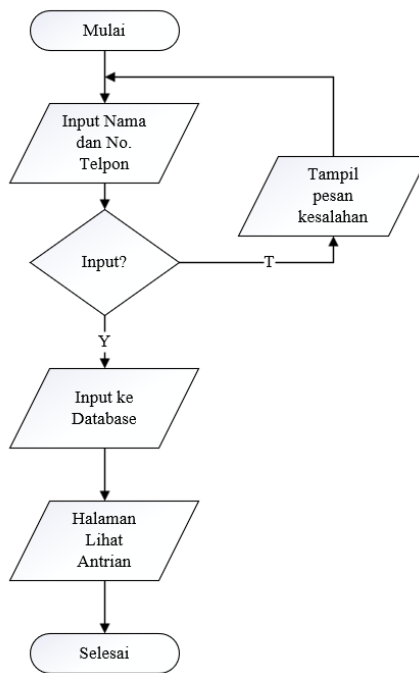 Mulai
Input Nama
dan No.
Telpon
Tampil
pesan
kesalahan
Input?
T
Y
Input ke
Database
Halaman
Lihat
Antrian
Selesai